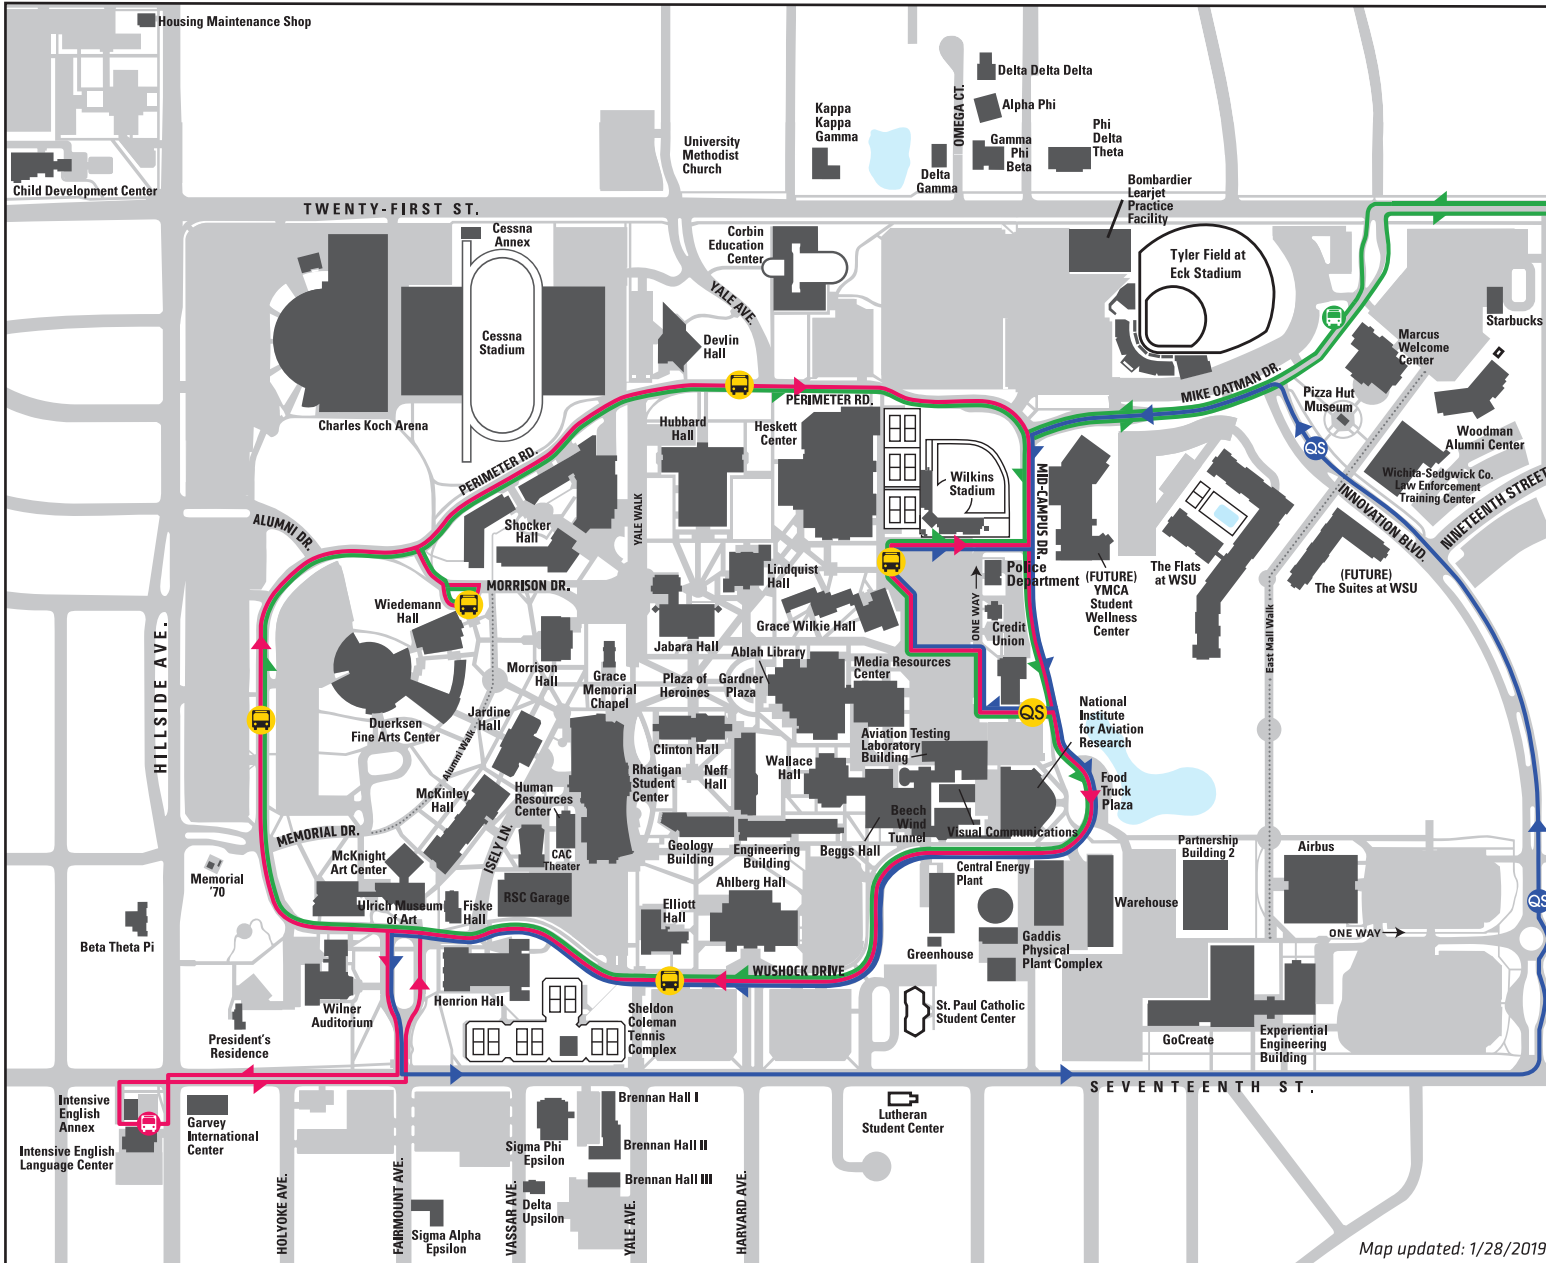 Housing Maintenance Shop
Delta Delta Delta
OMEGA CT.
Alpha Phi
Kappa
Kappa
Gamma
Phi
Delta
Theta
University
Methodist
Church
Gamma
Phi
Beta
Delta
Gamma
Child Development Center
Bombardier
Learjet
Practice
Facility
TWENTY-FIRST ST.
Cessna
Annex
Corbin
Education
Center
Tyler Field at
Eck Stadium
YALE AVE.
Starbucks
Cessna
Stadium
Devlin
Hall
Marcus
Welcome
Center
MIKE OATMAN DR.
PERIMETER RD.
Pizza Hut
Museum
Charles Koch Arena
Hubbard
Hall
Heskett
Center
Woodman
Alumni Center
QS
PERIMETER RD.
Wilkins
Stadium
MID-CAMPUS DR.
Wichita-Sedgwick Co.
Law Enforcement
Training Center
NINETEENTH STREET
INNOVATION BLVD.
ALUMNI DR.
Shocker
Hall
YALE WALK
Lindquist
Hall
Police
Department
(FUTURE)
YMCA
Student
Wellness
Center
The Flats
at WSU
(FUTURE)
The Suites at WSU
MORRISON DR.
Wiedemann
Hall
Grace Wilkie Hall
ONE WAY
Credit
Union
East Mall Walk
HILLSIDE AVE.
Jabara Hall
Ablah Library
Media Resources
Center
Morrison
Hall
Grace
Memorial
Chapel
Plaza of
Heroines
Gardner
Plaza
Jardine
Hall
Duerksen
Fine Arts Center
QS
National
Institute
for Aviation
Research
Alumni Walk
Clinton Hall
Aviation Testing
Laboratory
Building
Wallace
Hall
Rhatigan
Student
Center
Neff
Hall
McKinley
Hall
Human
Resources
Center
Food
Truck
Plaza
Beech
Wind
Tunnel
Visual Communications
MEMORIAL DR.
ISELY LN.
CAC
Theater
Geology
Building
Engineering
Building
Beggs Hall
Partnership
Building 2
Airbus
McKnight
Art Center
Memorial
'70
Ulrich Museum
of Art
Fiske
Hall
RSC Garage
Ahlberg Hall
Elliott
Hall
Central Energy
Plant
Warehouse
QS
Beta Theta Pi
Greenhouse
Gaddis
Physical
Plant Complex
ONE WAY
WUSHOCK DRIVE
Henrion Hall
Wilner
Auditorium
Sheldon
Coleman
Tennis
Complex
St. Paul Catholic
Student Center
President's
Residence
GoCreate
Experiential
Engineering
Building
SEVENTEENTH ST.
Intensive
English
Annex
Garvey
International
Center
Intensive English
Language Center
Brennan Hall I
Lutheran
Student Center
Sigma Phi
Epsilon
Brennan Hall II
Brennan Hall III
Delta
Upsilon
HOLYOKE AVE.
FAIRMOUNT AVE.
VASSAR AVE.
YALE AVE.
HARVARD AVE.
Sigma Alpha
Epsilon
Map updated: 1/28/2019